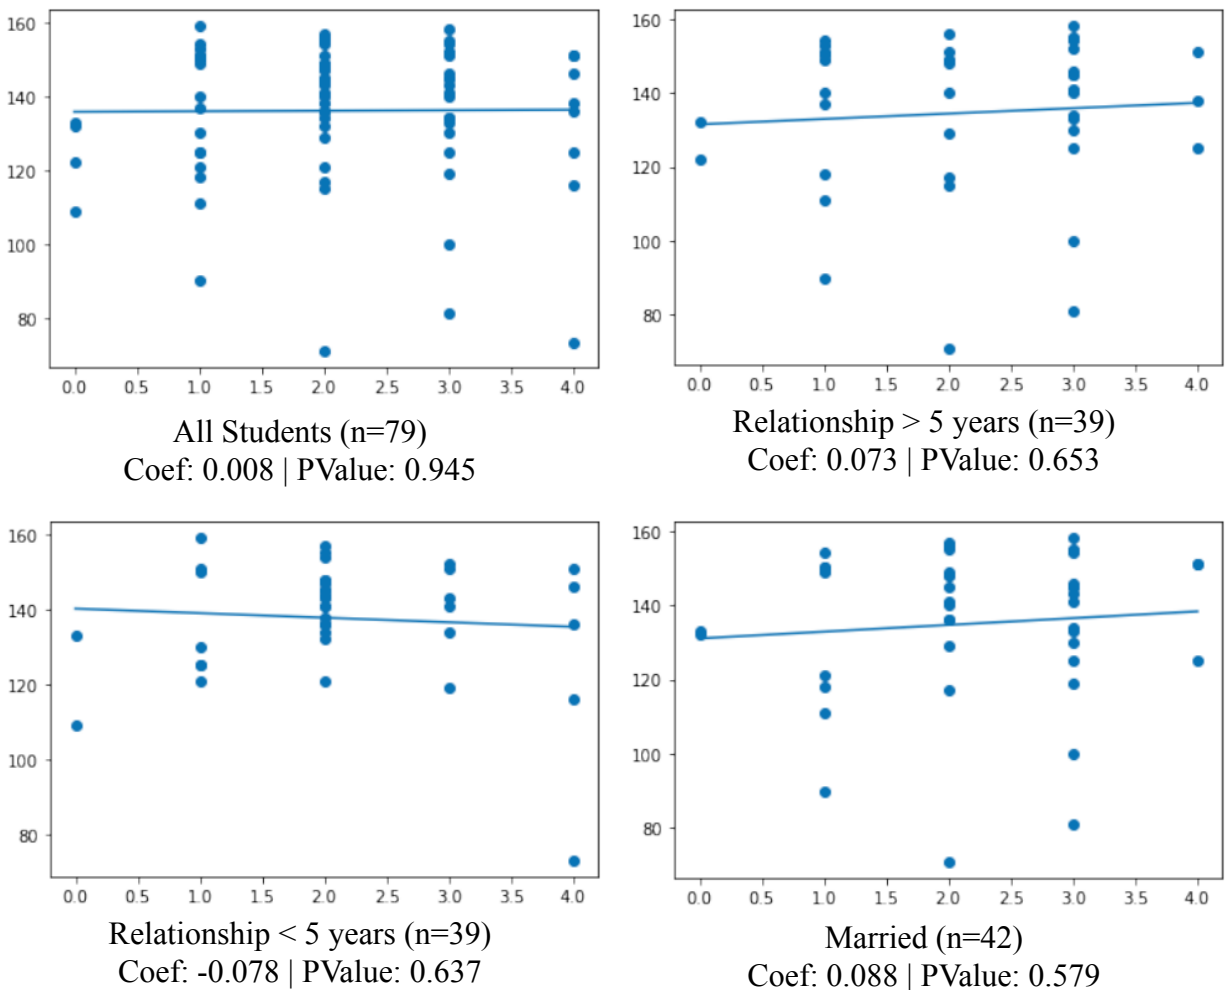 160
140
120
100
80
0.0 0.5 1.0 1.5 2.0 2.5 3.0 3.5 4.0
All Students (n=79)
Coef: 0.008 | PValue: 0.945
160
140
120
100
80
0.0 0.5 1.0 1.5 2.0 2.5 3.0 3.5 4.0
Relationship > 5 years (n=39)
Coef: 0.073 | PValue: 0.653
160
140
120
100
80
0.0 0.5 1.0 1.5 2.0 2.5 3.0 3.5 4.0
Relationship < 5 years (n=39)
Coef: -0.078 | PValue: 0.637
160
140
120
100
80
0.0 0.5 1.0 1.5 2.0 2.5 3.0 3.5 4.0
Married (n=42)
Coef: 0.088 | PValue: 0.579